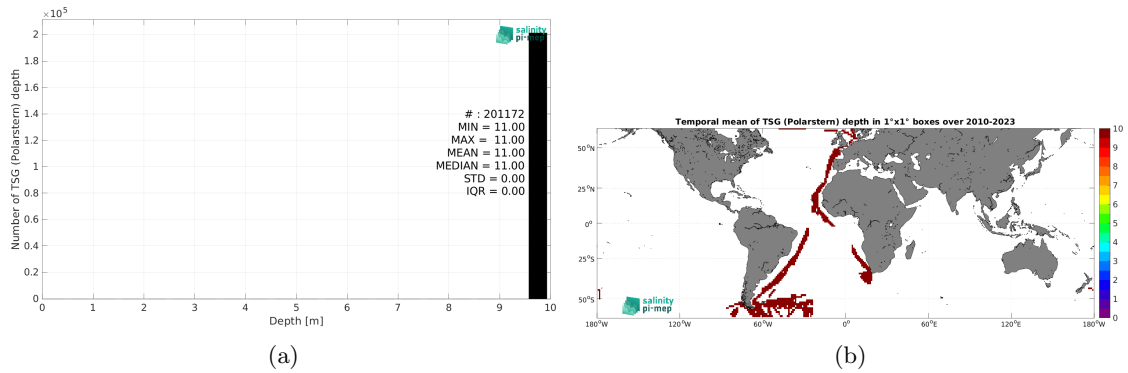 ×10⁵
2
1.8
1.6
1.4
1.2
1
0.8
0.6
0.4
0.2
0
Number of TSG (Polarstern) depth
salinity
pi-mep
# : 201172
MIN = 11.00
MAX = 11.00
MEAN = 11.00
MEDIAN = 11.00
STD = 0.00
IQR = 0.00
0 1 2 3 4 5 6 7 8 9 10
Depth [m]
(a)
Temporal mean of TSG (Polarstern) depth in 1°x1° boxes over 2010-2023
50°N
25°N
0°
25°S
50°S
180°W 120°W 60°W 0°W 60°E 120°E 180°W
salinity
pi-mep
10
9
8
7
6
5
4
3
2
1
0
(b)